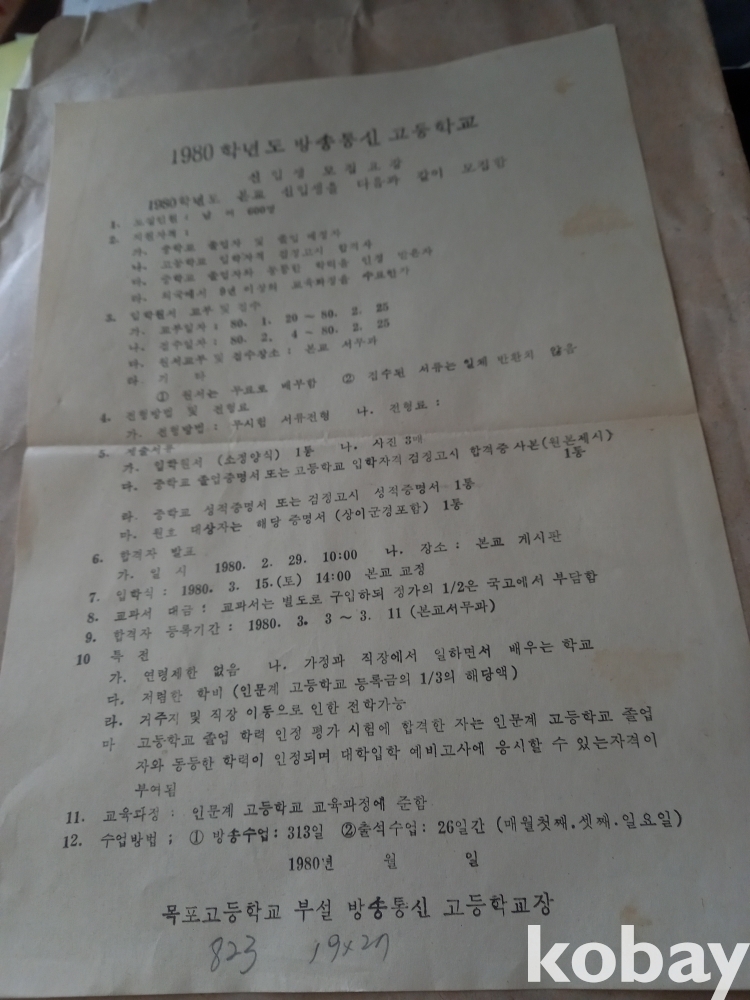 1980 학년도 방송통신 고등학교
신입생 모집요강
1980학년도 본교 신입생을 다음과 같이 모집함
1. 모집인원 : 남 여 600명
2. 지원자격 :
가. 중학교 졸업자 및 졸업 예정자
나. 고등학교 입학자격 검정고시 합격자
다. 중학교 졸업자와 동등한 학력을 인정 받은자
라. 외국에서 9년 이상의 교육과정을 수료한자
3. 입학원서 교부 및 접수
가. 교부일자 : 80. 1. 20 ~ 80. 2. 25
나. 접수일자 : 80. 2. 4 ~ 80. 2. 25
다. 원서교부 및 접수장소 : 본교 서무과
라. 기 타
① 원서는 무료로 배부함 ② 접수된 서류는 일체 반환치 않음
4. 전형방법 및 전형료
가. 전형방법 : 무시험 서류전형 나. 전형료 :
5. 제출서류
가. 입학원서 (소정양식) 1통 나. 사진 3매
다. 중학교 졸업증명서 또는 고등학교 입학자격 검정고시 합격증 사본(원본제시)
1통
라. 중학교 성적증명서 또는 검정고시 성적증명서 1통
마. 원호 대상자는 해당 증명서 (상이군경포함) 1통
6. 합격자 발표
가. 일 시 1980. 2. 29. 10:00 나. 장소 : 본교 게시판
7. 입학식 : 1980. 3. 15.(토) 14:00 본교 교정
8. 교과서 대금 : 교과서는 별도로 구입하되 정가의 1/2은 국고에서 부담함
9. 합격자 등록기간 : 1980. 3. 3 ~ 3. 11 (본교서무과)
10 특 전
가. 연령제한 없음 나. 가정과 직장에서 일하면서 배우는 학교
다. 저렴한 학비 (인문계 고등학교 등록금의 1/3의 해당액)
라. 거주지 및 직장 이동으로 인한 전학가능
마 고등학교 졸업 학력 인정 평가 시험에 합격한 자는 인문계 고등학교 졸업
자와 동등한 학력이 인정되며 대학입학 예비고사에 응시할 수 있는자격이
부여됨
11. 교육과정 : 인문계 고등학교 교육과정에 준함
12. 수업방법 ; ① 방송수업: 313일 ②출석수업: 26일간 (매월첫째.셋째.일요일)
1980년 월 일
목포고등학교 부설 방송통신 고등학교장
823 19x27
kobay